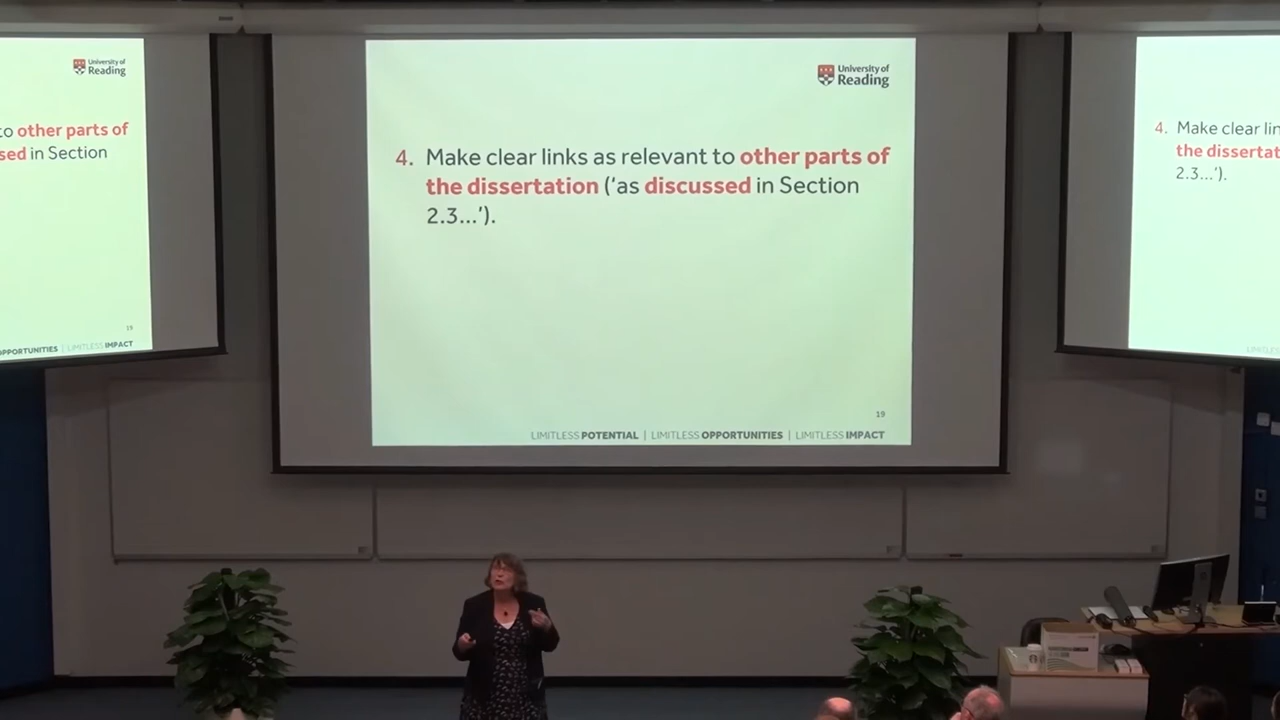 University of
Reading
to other parts of
sed in Section
19
OPPORTUNITIES | LIMITLESS IMPACT
University of
Reading
4. Make clear links as relevant to other parts of
the dissertation (‘as discussed in Section
2.3...’).
19
LIMITLESS POTENTIAL | LIMITLESS OPPORTUNITIES | LIMITLESS IMPACT
4. Make clear lin
the dissertat
2.3...’).
LIMITLES